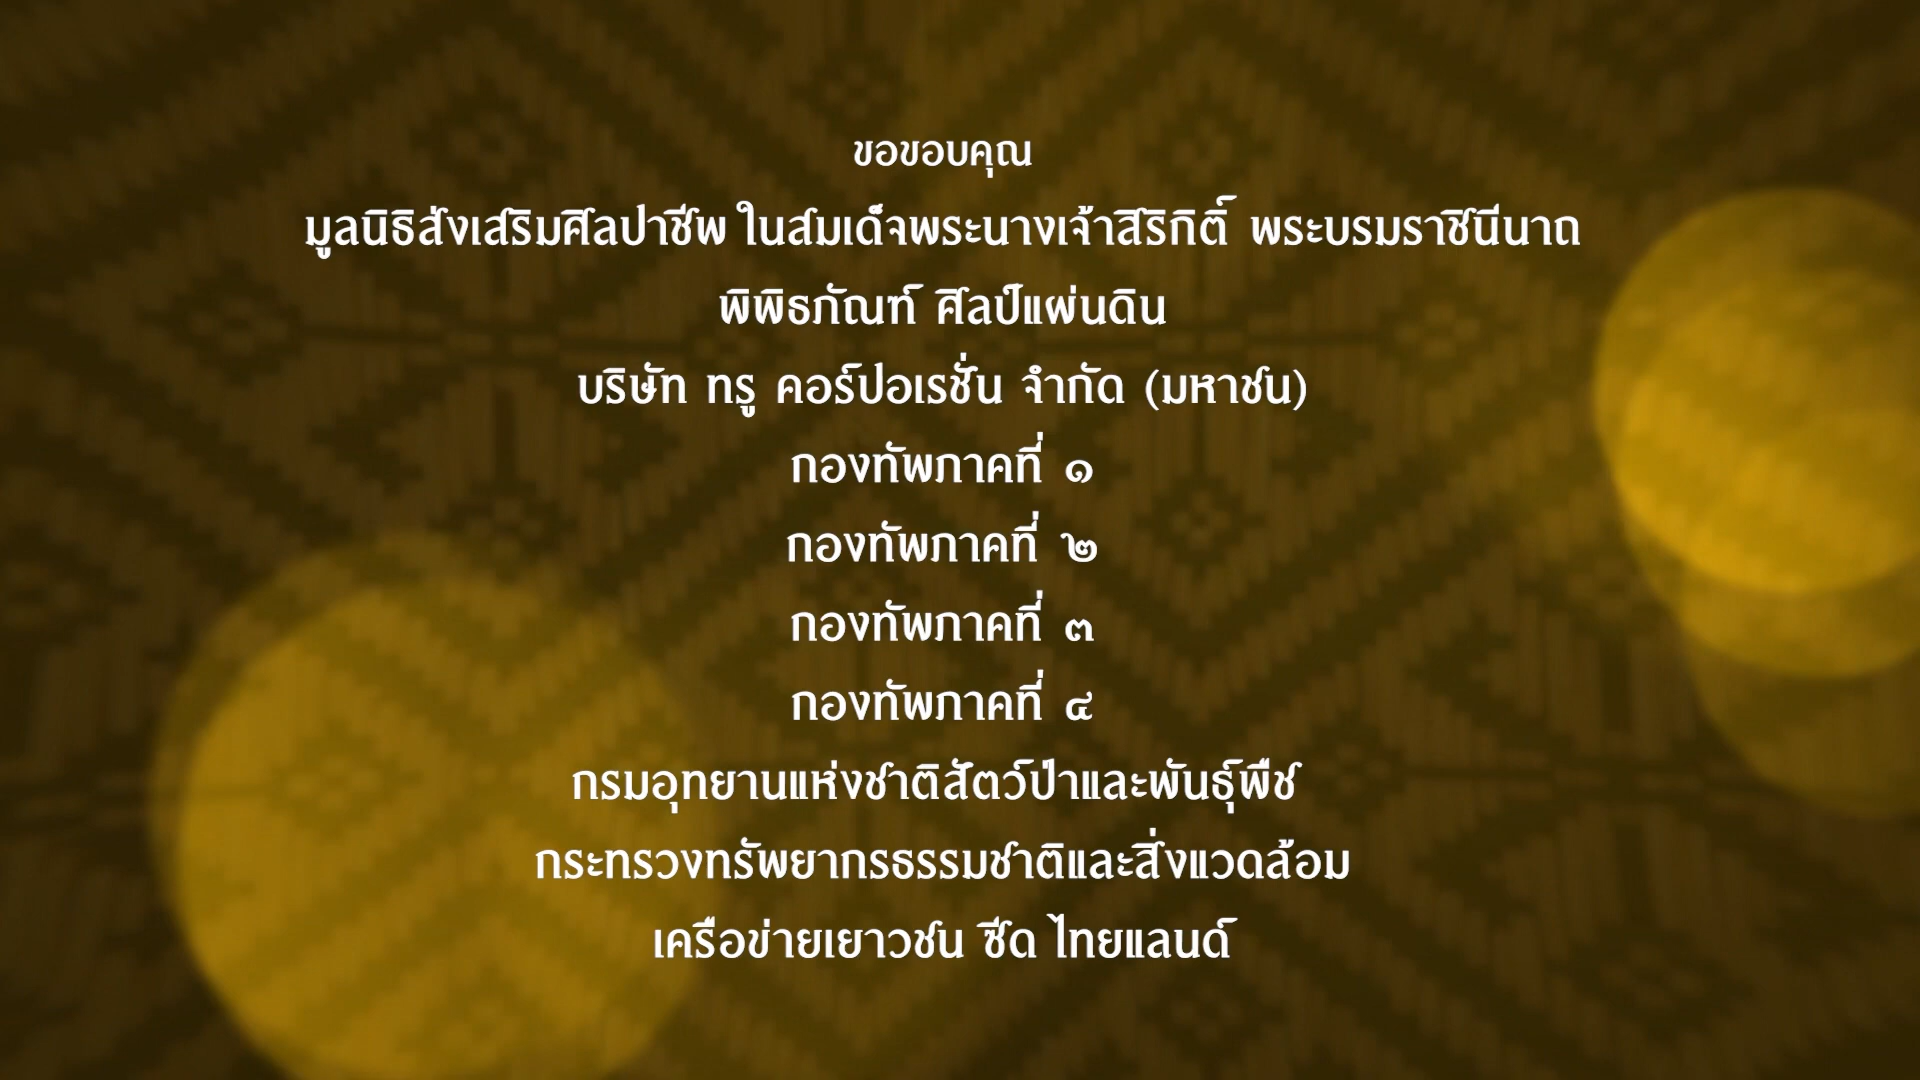 ขอขอบคุณ
มูลนิธิส่งเสริมศิลปาชีพ ในสมเด็จพระนางเจ้าสิริกิติ์ พระบรมราชินีนาถ
พิพิธภัณฑ์ ศิลป์แผ่นดิน
บริษัท ทรู คอร์ปอเรชั่น จำกัด (มหาชน)
กองทัพภาคที่ ๑
กองทัพภาคที่ ๒
กองทัพภาคที่ ๓
กองทัพภาคที่ ๔
กรมอุทยานแห่งชาติสัตว์ป่าและพันธุ์พืช
กระทรวงทรัพยากรธรรมชาติและสิ่งแวดล้อม
เครือข่ายเยาวชน ซีด ไทยแลนด์